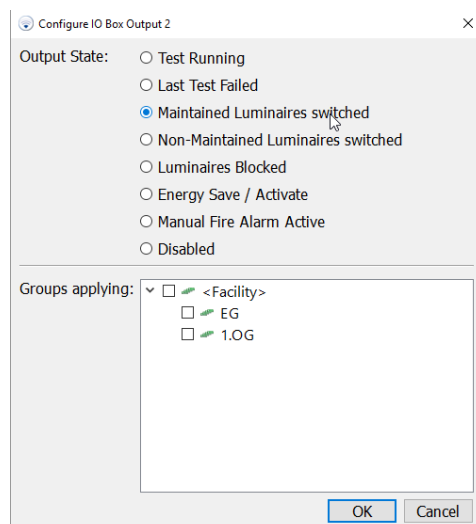 Configure IO Box Output 2
Output State:
Test Running
Last Test Failed
Maintained Luminaires switched
Non-Maintained Luminaires switched
Luminaires Blocked
Energy Save / Activate
Manual Fire Alarm Active
Disabled
Groups applying:
<Facility>
EG
1.OG
OK
Cancel